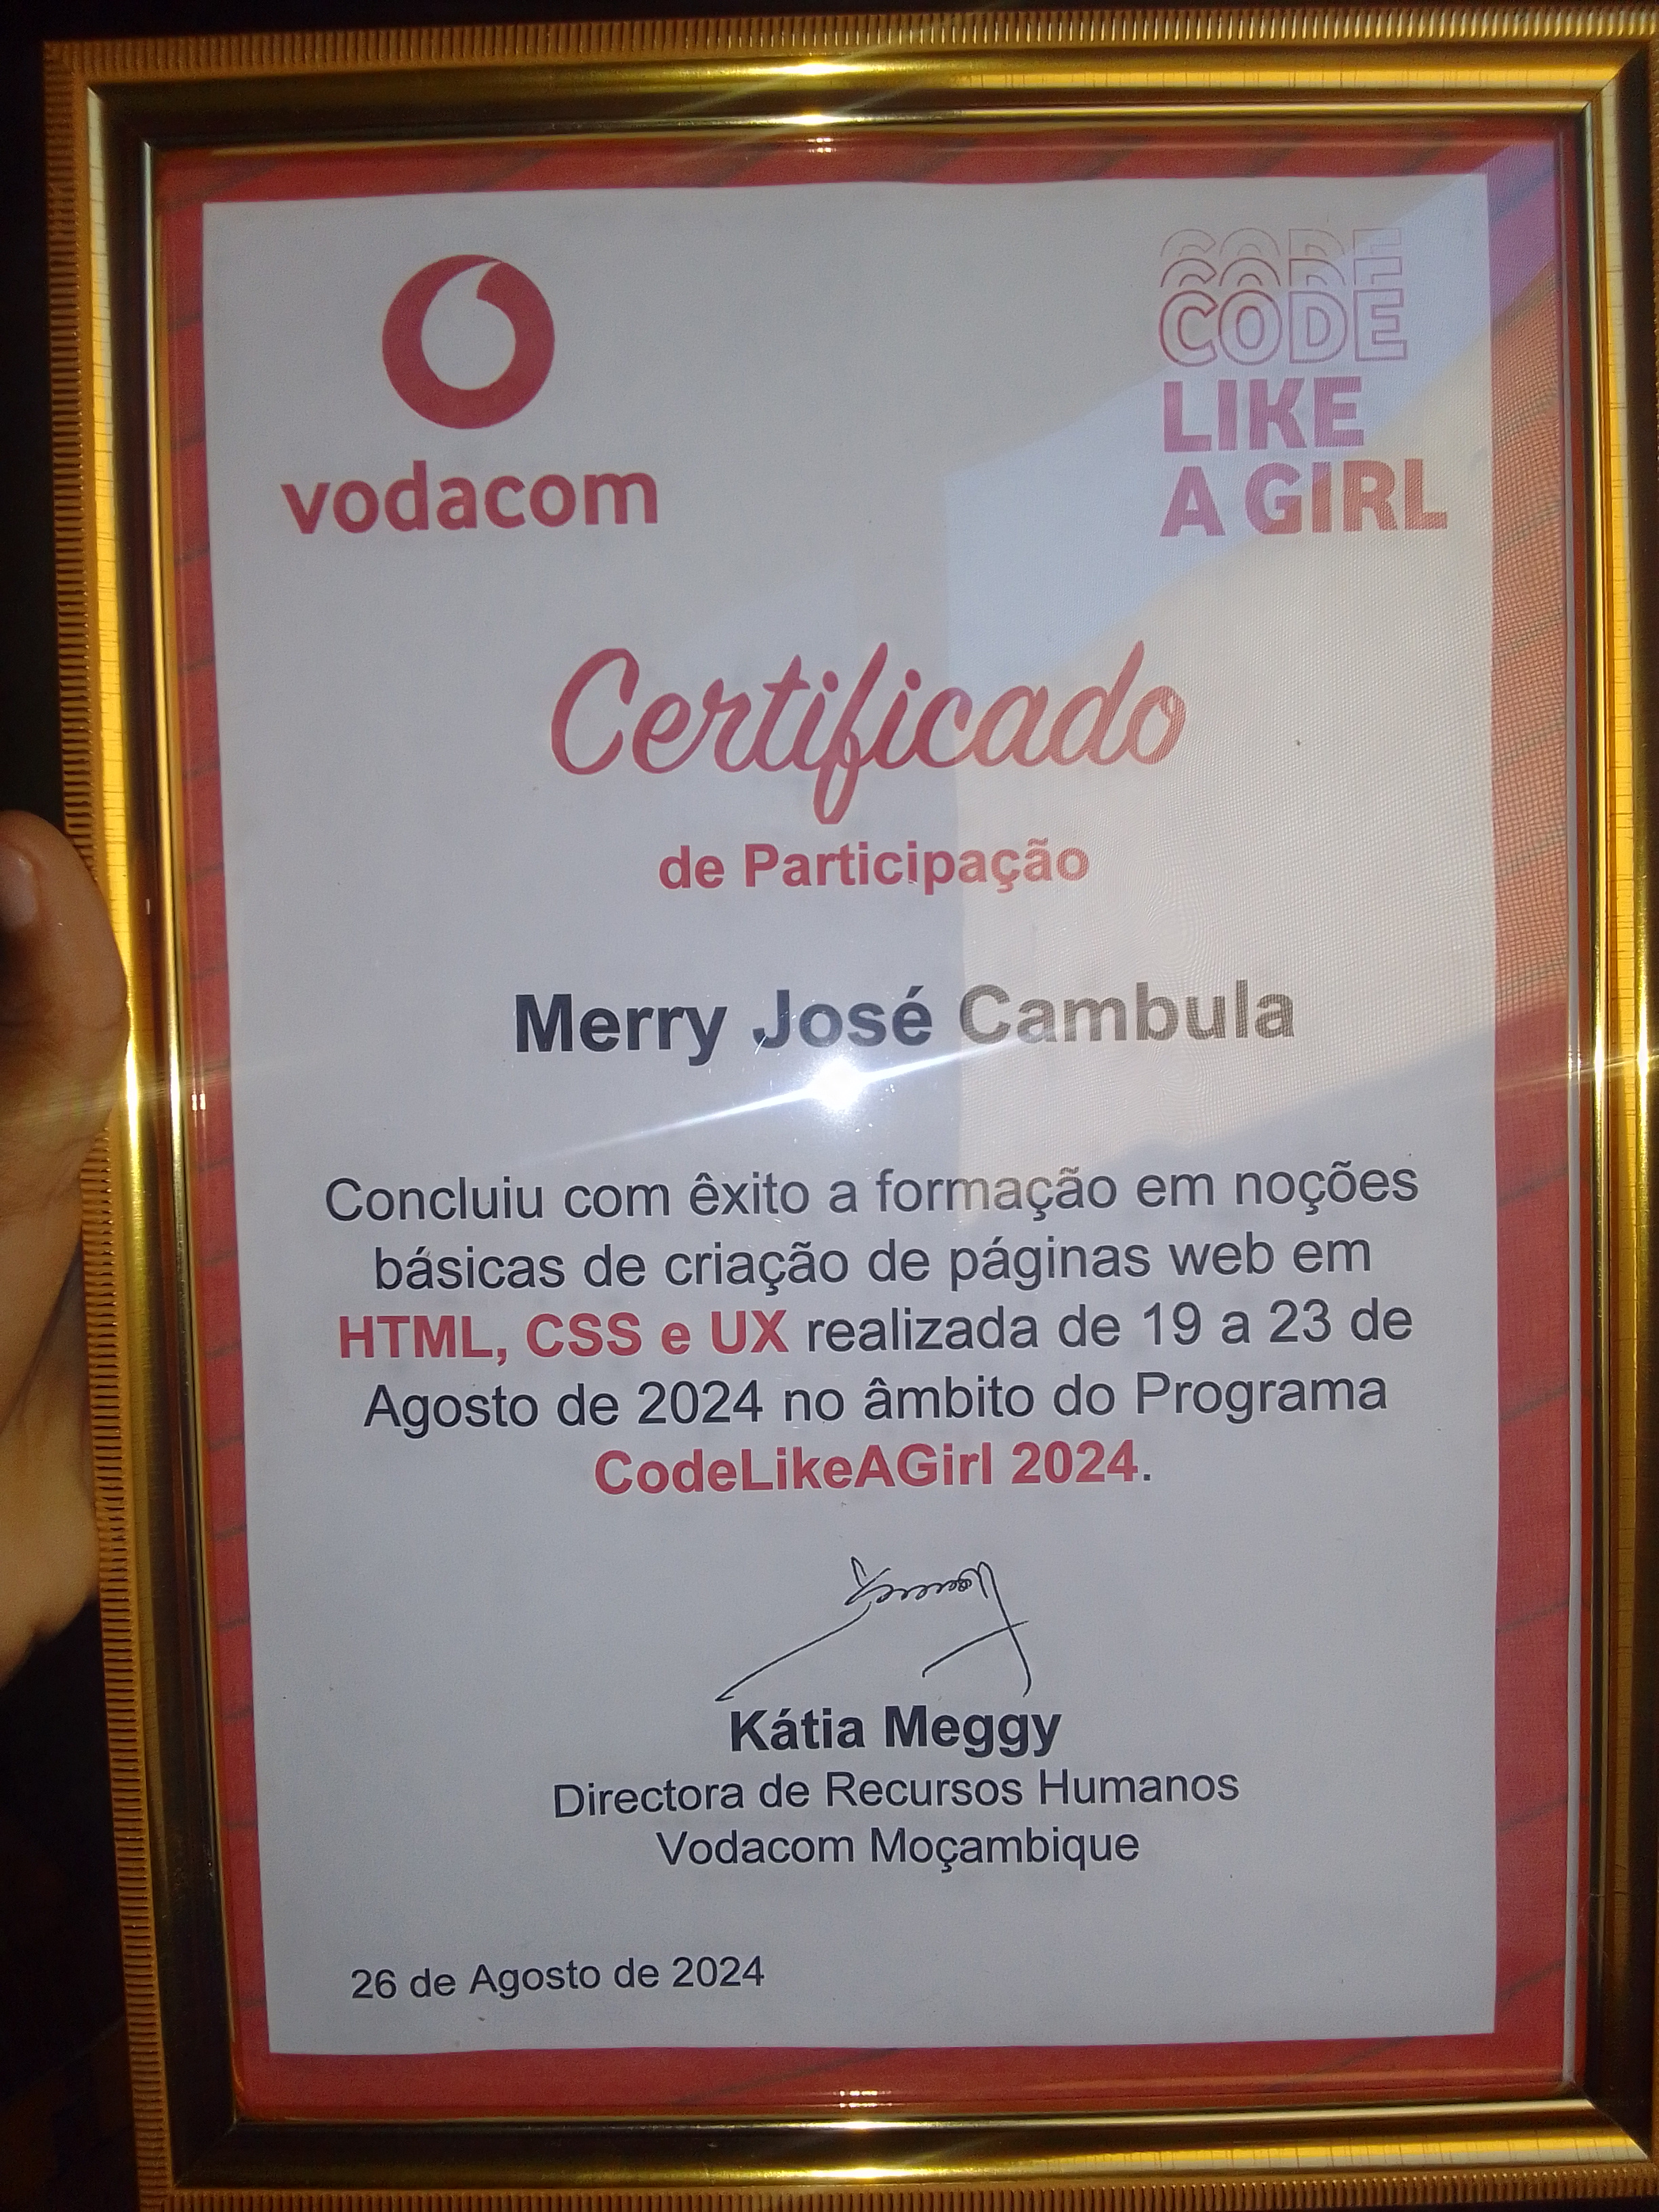 vodacom
CODE
CODE
CODE
LIKE
A GIRL
Certificado
de Participação
Merry José Cambula
Concluiu com êxito a formação em noções
básicas de criação de páginas web em
HTML, CSS e UX realizada de 19 a 23 de
Agosto de 2024 no âmbito do Programa
CodeLikeAGirl 2024.
Kátia Meggy
Directora de Recursos Humanos
Vodacom Moçambique
26 de Agosto de 2024